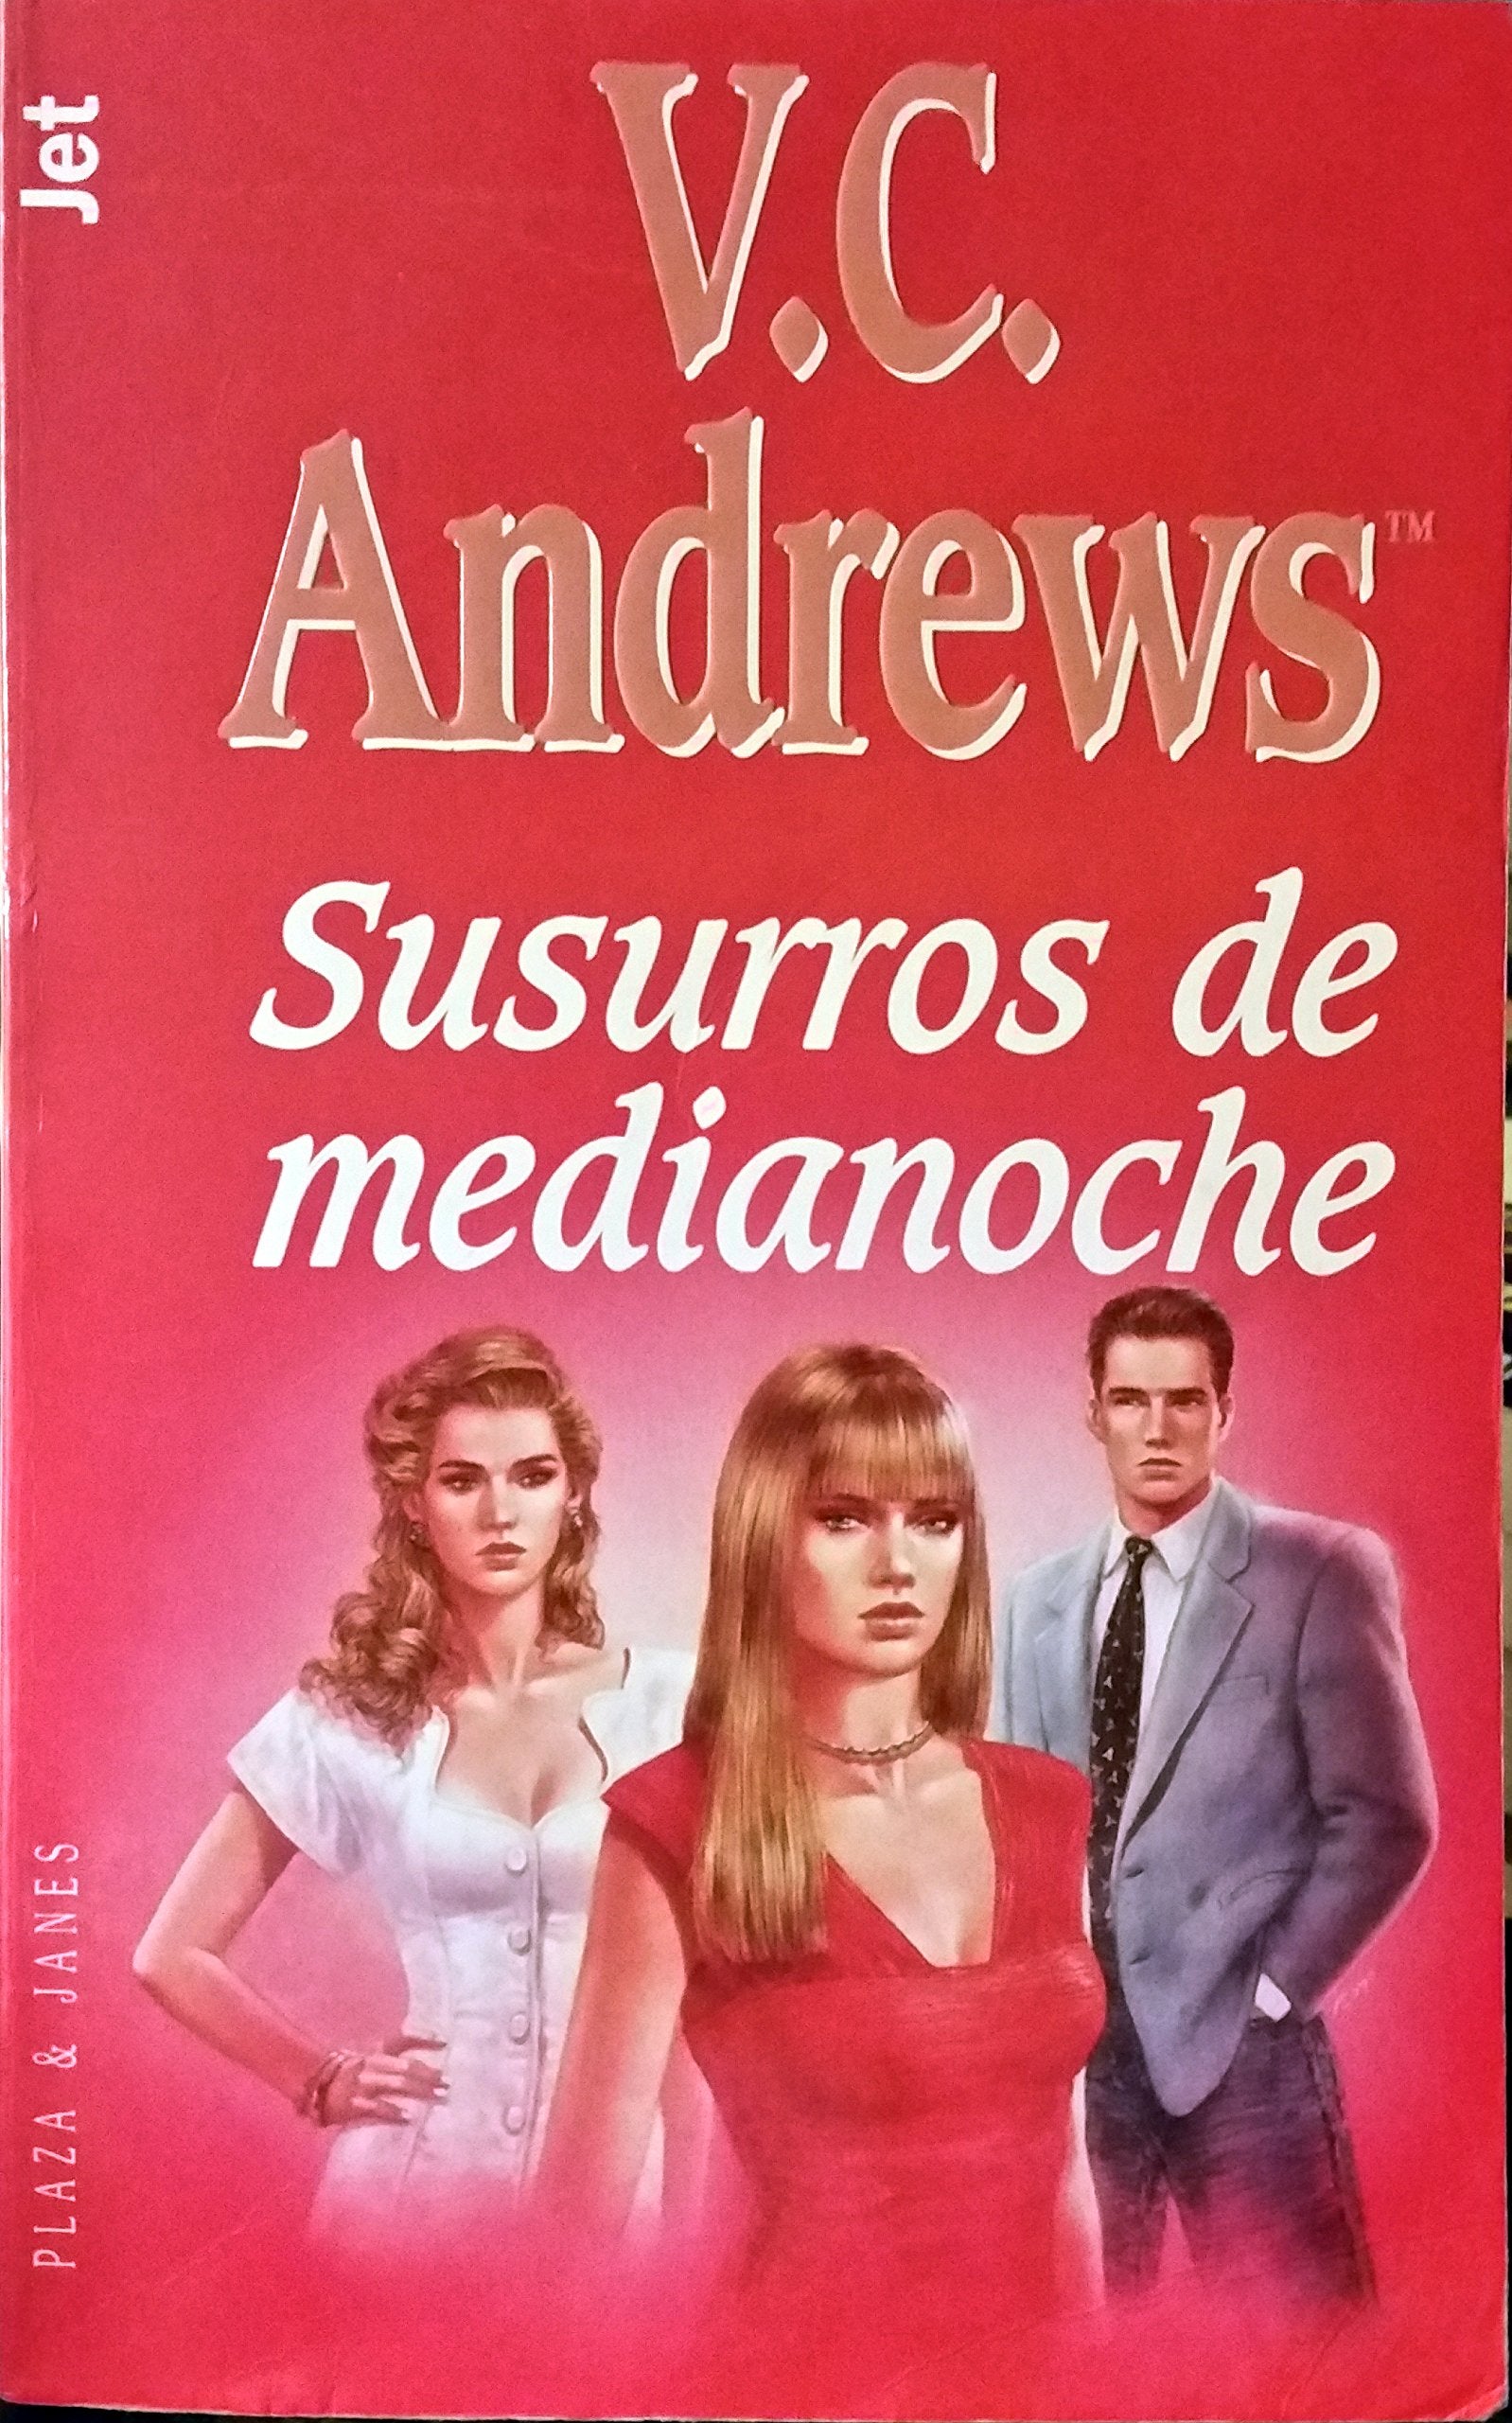 Jet
V.C.
Andrews™
Susurros de
medianoche
PLAZA & JANES